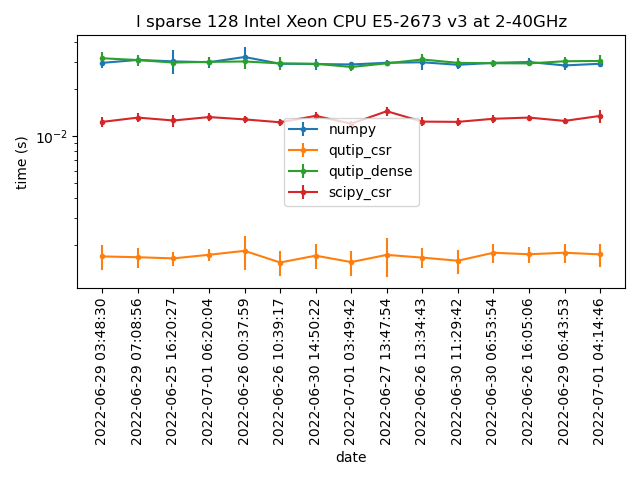 l sparse 128 Intel Xeon CPU E5-2673 v3 at 2-40GHz
time (s)
10^-2
numpy
qutip_csr
qutip_dense
scipy_csr
2022-06-29 03:48:30
2022-06-29 07:08:56
2022-06-25 16:20:27
2022-07-01 06:20:04
2022-06-26 00:37:59
2022-06-26 10:39:17
2022-06-30 14:50:22
2022-07-01 03:49:42
2022-06-27 13:47:54
2022-06-26 13:34:43
2022-06-30 11:29:42
2022-06-30 06:53:54
2022-06-26 16:05:06
2022-06-29 06:43:53
2022-07-01 04:14:46
date